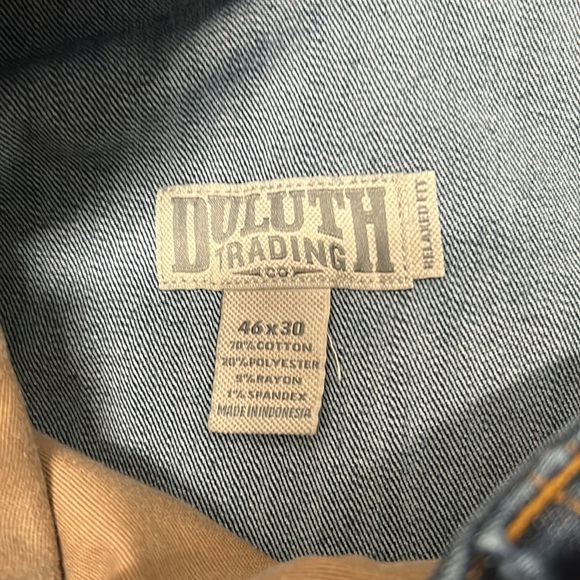 DULUTH
TRADING
CO
RELAXED FIT
46x30
70% COTTON
20% POLYESTER
9% RAYON
1% SPANDEX
MADE IN INDONESIA